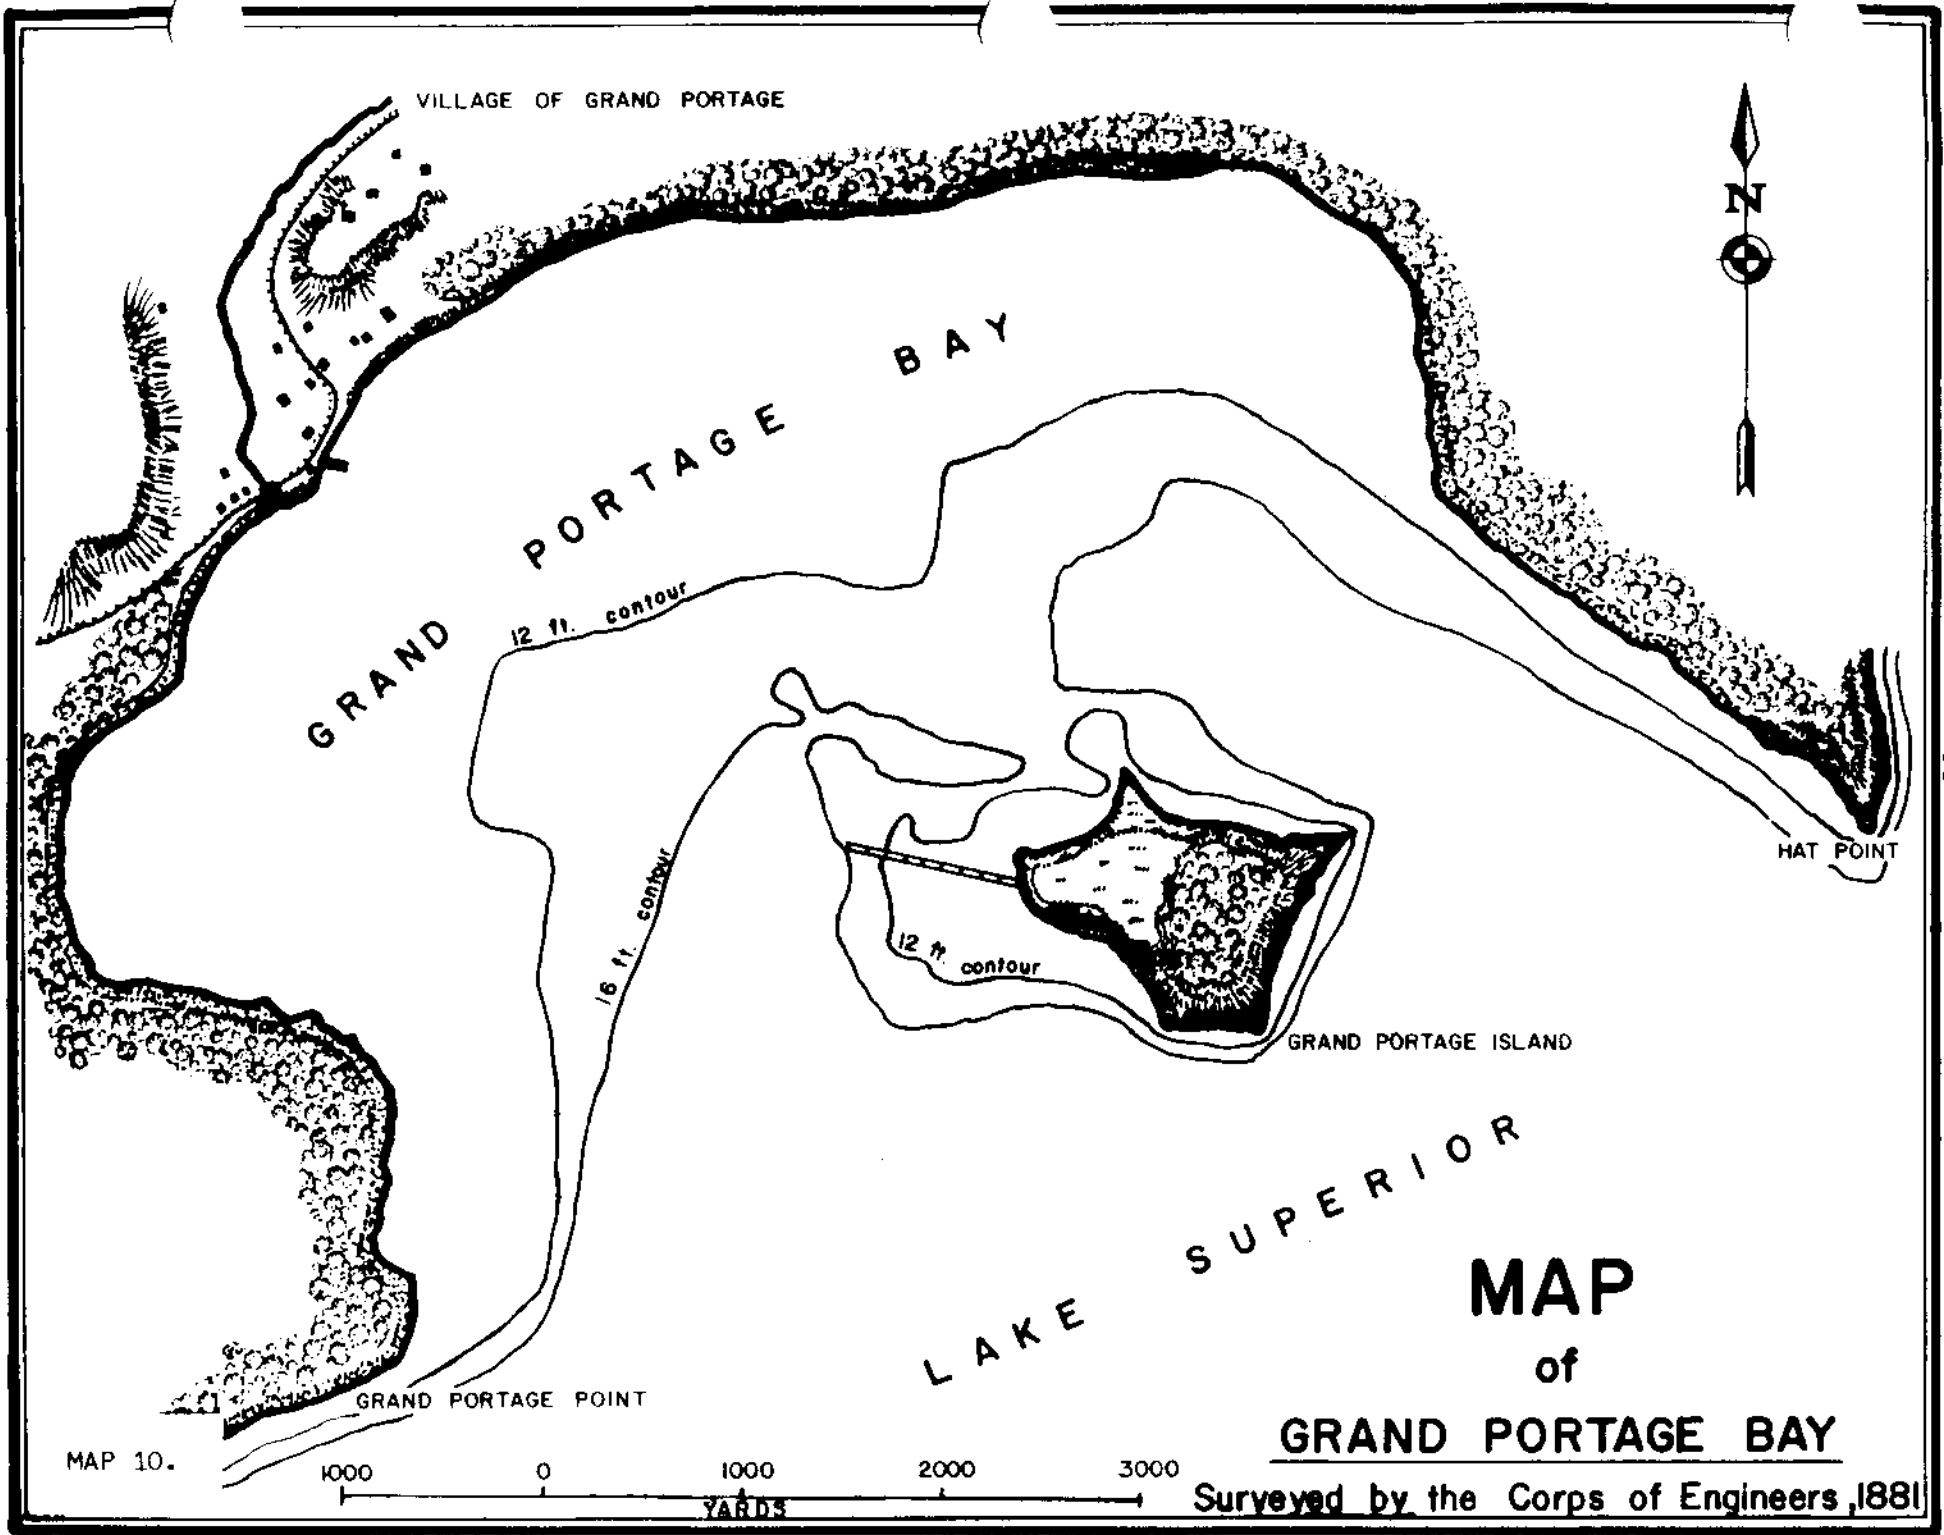 VILLAGE OF GRAND PORTAGE
N
GRAND PORTAGE BAY
12 ft. contour
16 ft. contour
12 ft. contour
HAT POINT
GRAND PORTAGE ISLAND
LAKE SUPERIOR
GRAND PORTAGE POINT
MAP 10.
1000 0 1000 2000 3000
YARDS
MAP
of
GRAND PORTAGE BAY
Surveyed by the Corps of Engineers, 1881